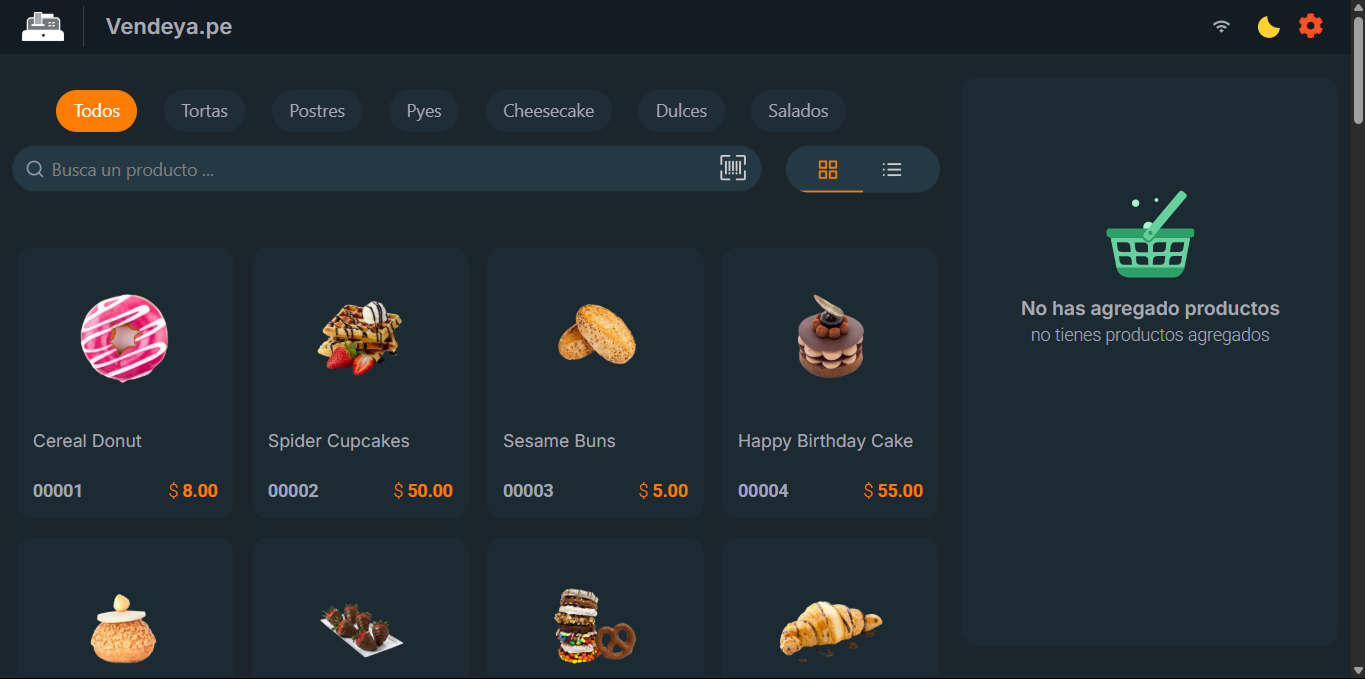 Vendeya.pe
Todos Tortas Postres Pyes Cheesecake Dulces Salados
Busca un producto ...
No has agregado productos
no tienes productos agregados
Cereal Donut Spider Cupcakes Sesame Buns Happy Birthday Cake
00001 $ 8.00 00002 $ 50.00 00003 $ 5.00 00004 $ 55.00